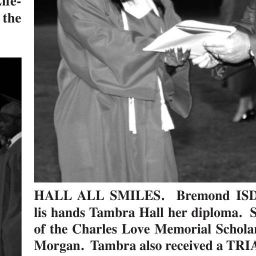 the
HALL ALL SMILES. Bremond ISD
lis hands Tambra Hall her diploma. S
of the Charles Love Memorial Scholar
Morgan. Tambra also received a TRIA